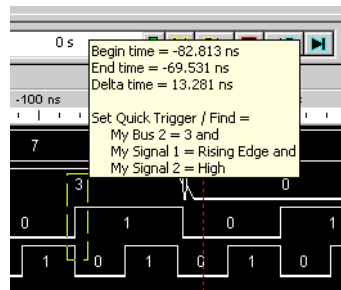 0 s
Begin time = -82.813 ns
End time = -69.531 ns
Delta time = 13.281 ns
-100 ns
Set Quick Trigger / Find =
My Bus 2 = 3 and
My Signal 1 = Rising Edge and
My Signal 2 = High
7
3 0
0 1 0 1
1 0 1 0 1 0